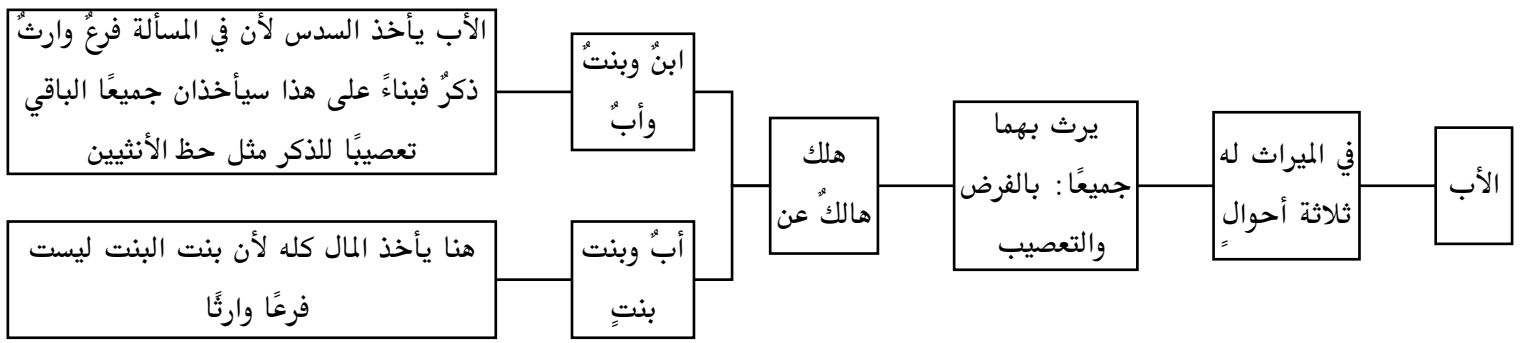 الأب
في الميراث له
ثلاثة أحوالٍ
يرث بهما
جميعًا: بالفرض
والتعصيب
هلك
هالكٌ عن
ابنٌ وبنتٌ
وأبٌ
الأب يأخذ السدس لأن في المسألة فرعٌ وارثٌ
ذكرٌ فبناءً على هذا سيأخذان جميعًا الباقي
تعصيبًا للذكر مثل حظ الأنثيين
أبٌ وبنت
بنتٍ
هنا يأخذ المال كله لأن بنت البنت ليست
فرعًا وارثًا